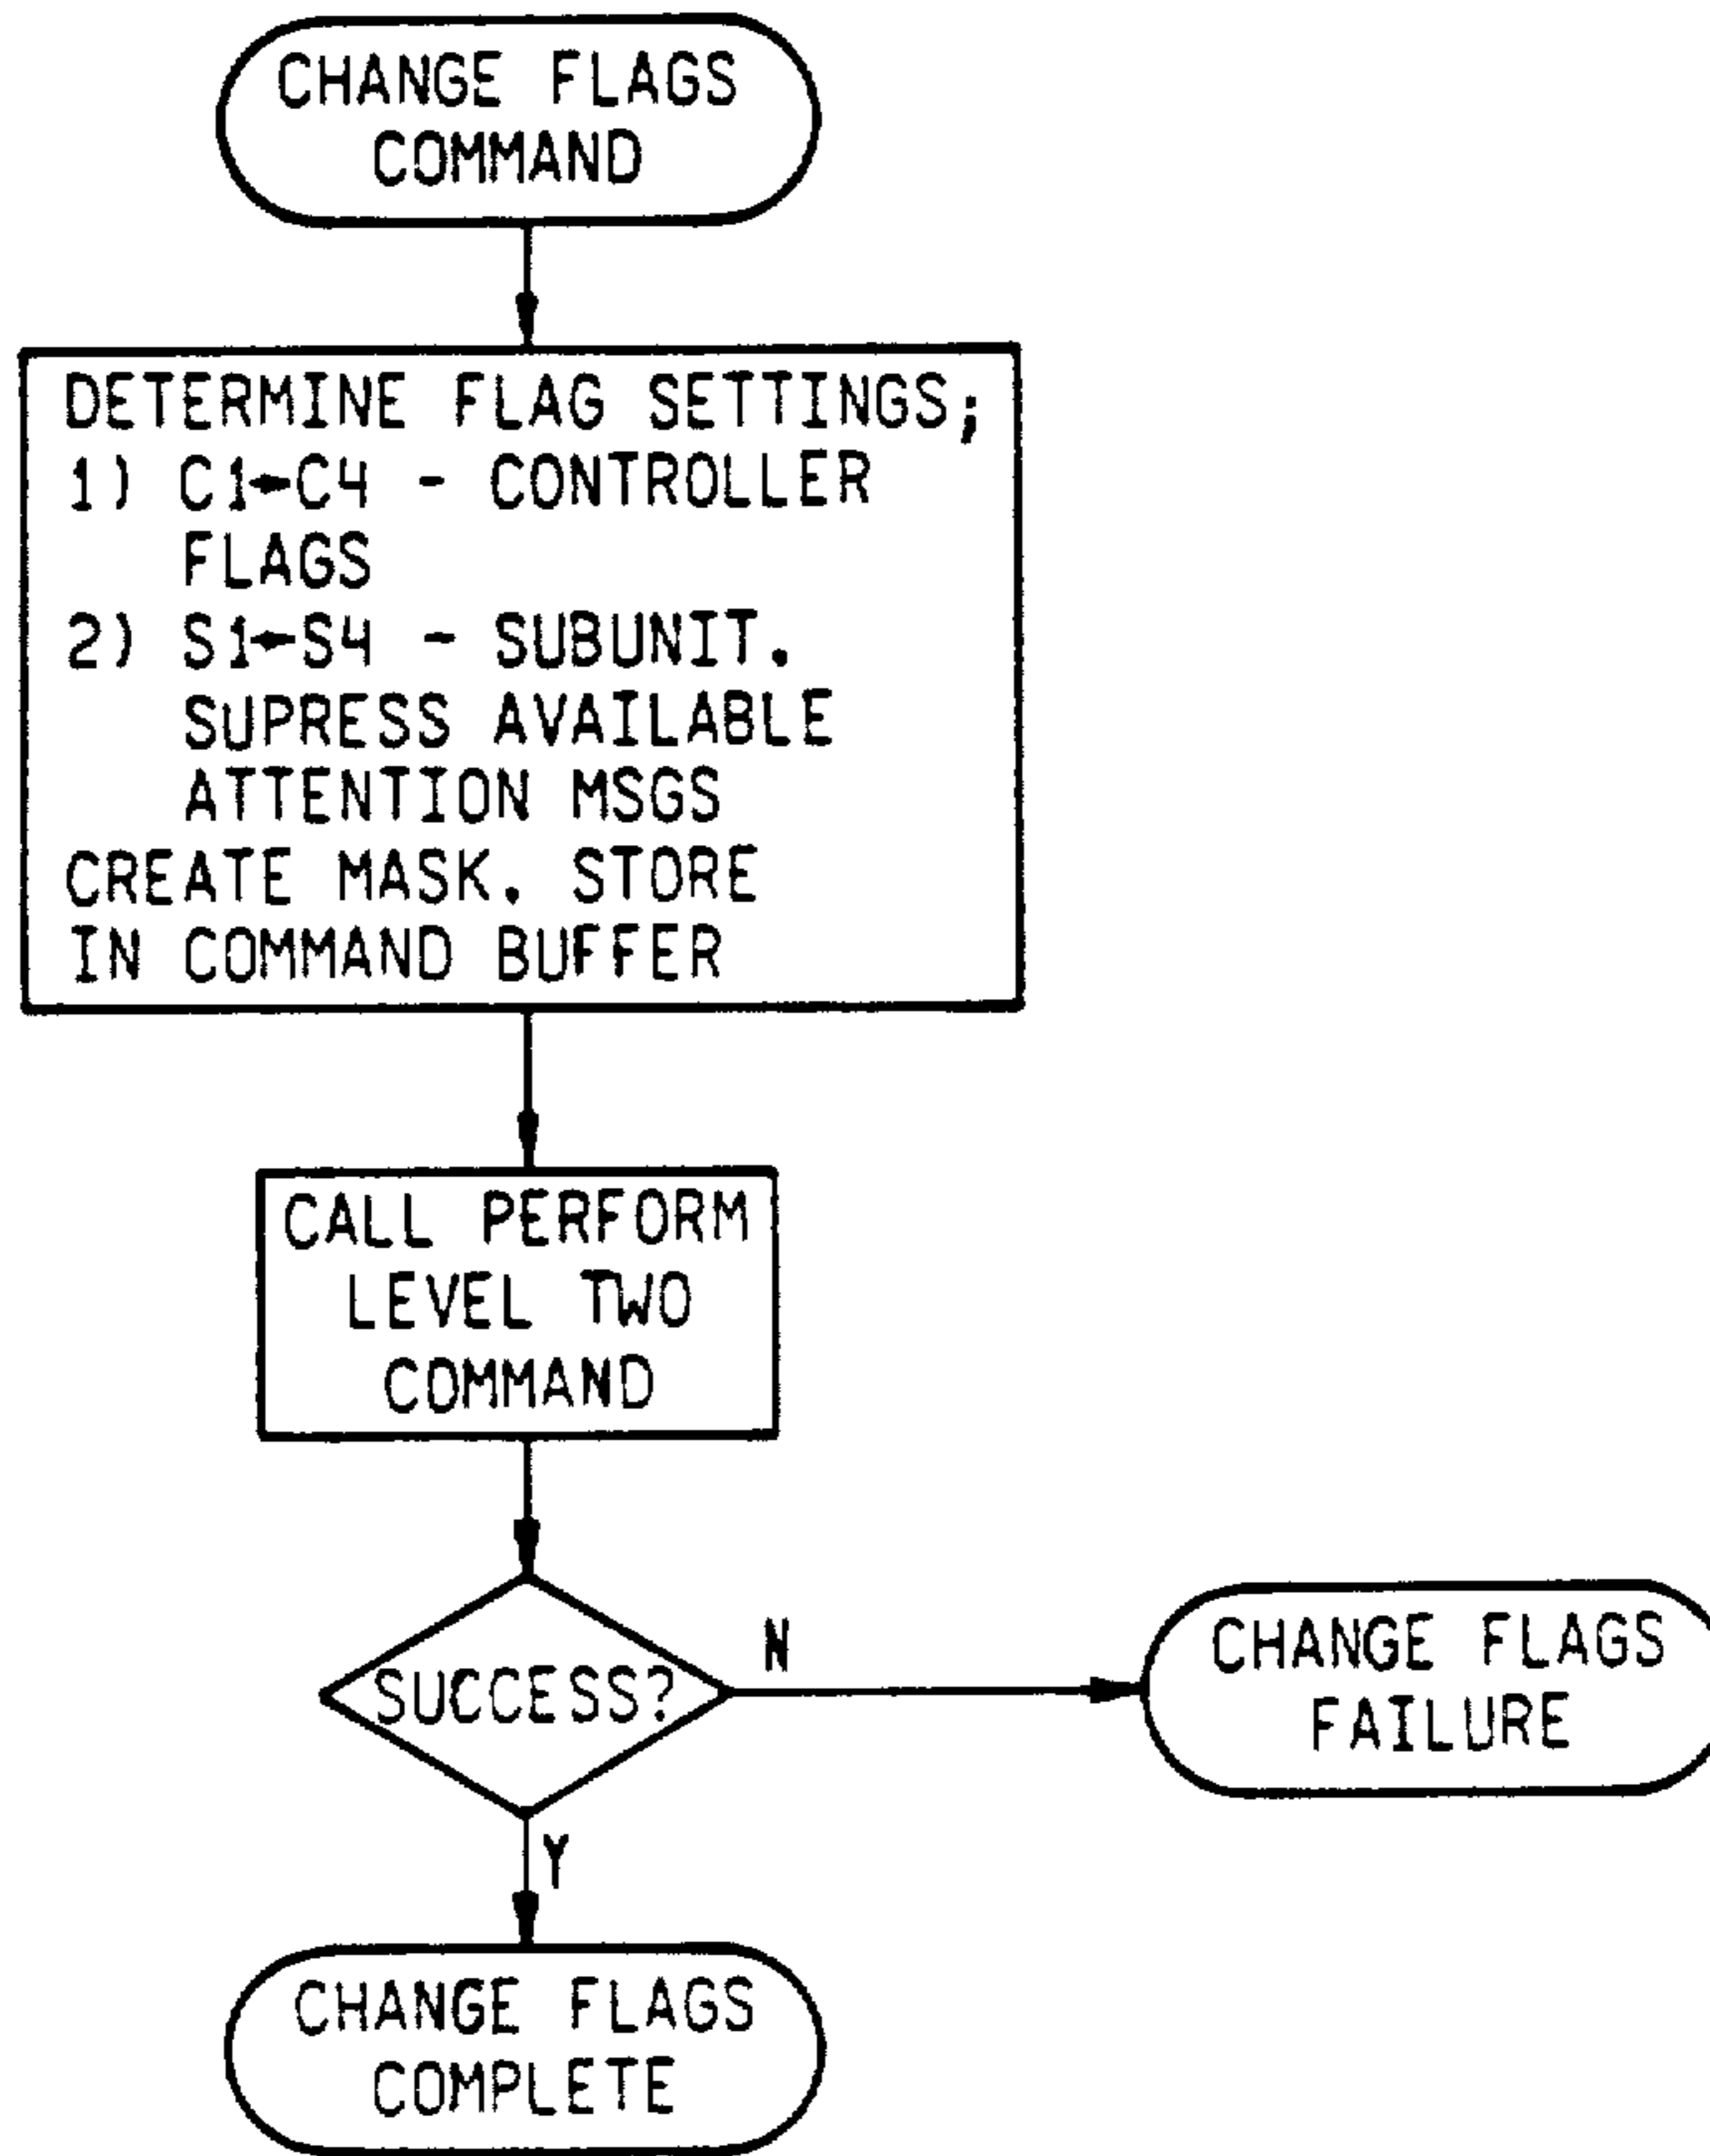 CHANGE FLAGS
COMMAND
DETERMINE FLAG SETTINGS;
1) C1→C4 - CONTROLLER
FLAGS
2) S1→S4 - SUBUNIT.
SUPRESS AVAILABLE
ATTENTION MSGS
CREATE MASK. STORE
IN COMMAND BUFFER
CALL PERFORM
LEVEL TWO
COMMAND
SUCCESS?
N
CHANGE FLAGS
FAILURE
Y
CHANGE FLAGS
COMPLETE